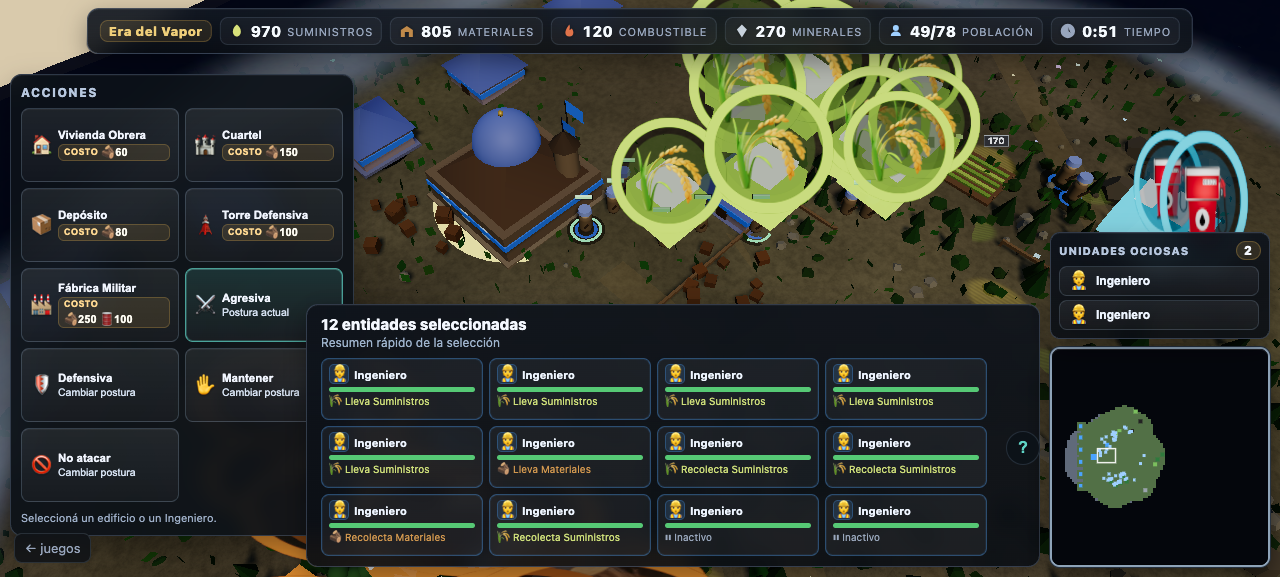 Era del Vapor
970 SUMINISTROS
805 MATERIALES
120 COMBUSTIBLE
270 MINERALES
49/78 POBLACIÓN
0:51 TIEMPO
ACCIONES
Vivienda Obrera
COSTO 60
Cuartel
COSTO 150
Depósito
COSTO 80
Torre Defensiva
COSTO 100
Fábrica Militar
COSTO
250 100
Agresiva
Postura actual
Defensiva
Cambiar postura
Mantener
Cambiar postura
No atacar
Cambiar postura
Seleccioná un edificio o un Ingeniero.
← juegos
170
12 entidades seleccionadas
Resumen rápido de la selección
Ingeniero
Lleva Suministros
Ingeniero
Lleva Suministros
Ingeniero
Lleva Suministros
Ingeniero
Lleva Suministros
Ingeniero
Lleva Suministros
Ingeniero
Lleva Materiales
Ingeniero
Recolecta Suministros
Ingeniero
Recolecta Suministros
Ingeniero
Recolecta Materiales
Ingeniero
Recolecta Suministros
Ingeniero
Inactivo
Ingeniero
Inactivo
?
UNIDADES OCIOSAS 2
Ingeniero
Ingeniero